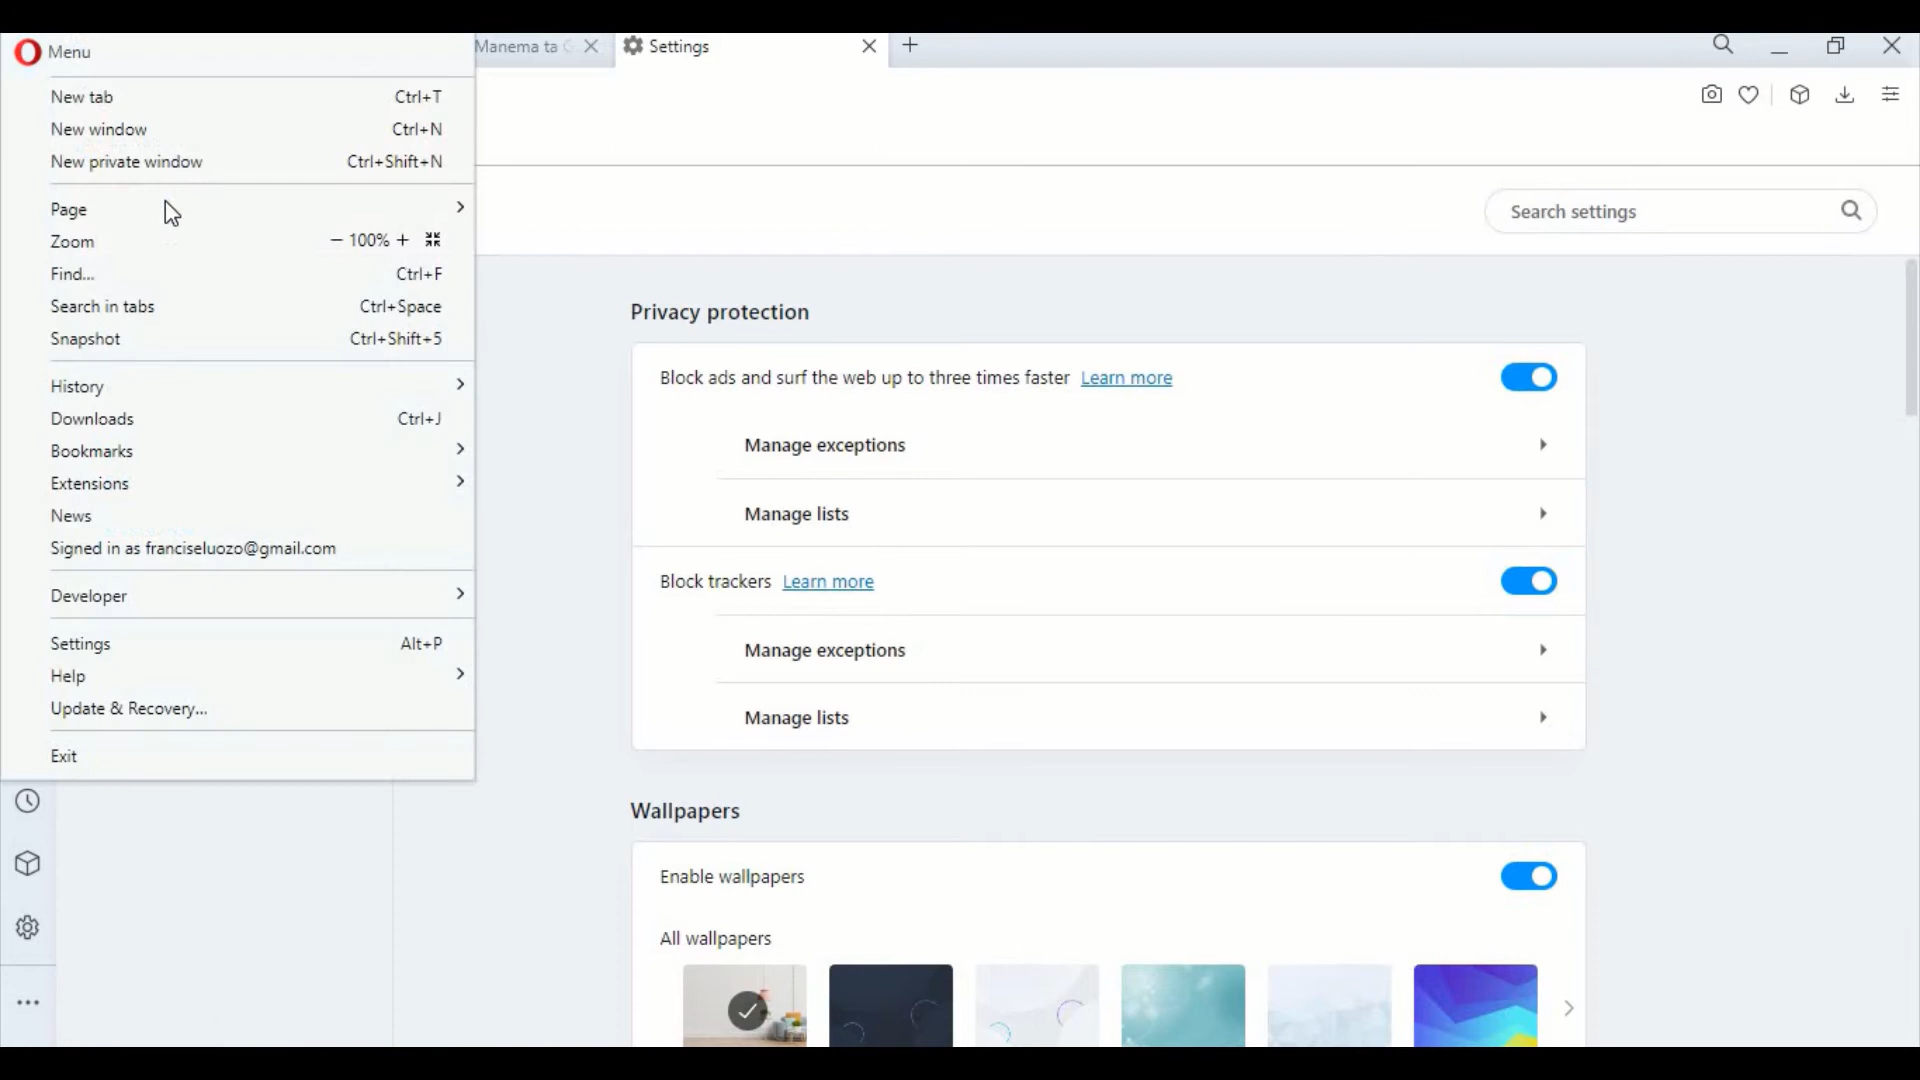 Menu
Manema ta
Settings
New tab Ctrl+T
New window Ctrl+N
New private window Ctrl+Shift+N
Page
Zoom − 100% +
Find... Ctrl+F
Search in tabs Ctrl+Space
Snapshot Ctrl+Shift+5
History
Downloads Ctrl+J
Bookmarks
Extensions
News
Signed in as franciseluozo@gmail.com
Developer
Settings Alt+P
Help
Update & Recovery...
Exit
Search settings
Privacy protection
Block ads and surf the web up to three times faster Learn more
Manage exceptions
Manage lists
Block trackers Learn more
Manage exceptions
Manage lists
Wallpapers
Enable wallpapers
All wallpapers